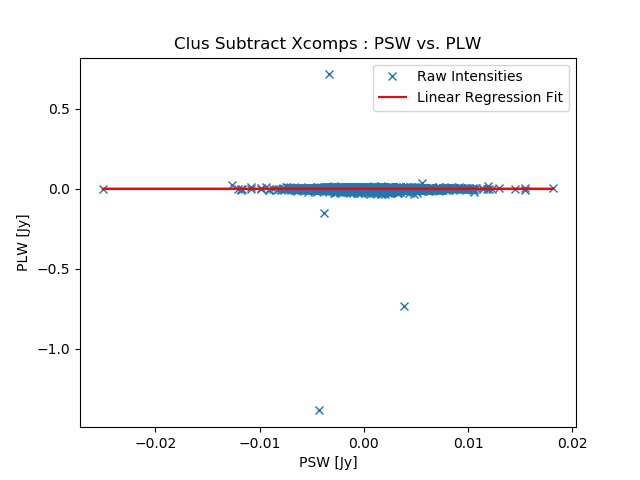 Clus Subtract Xcomps : PSW vs. PLW
Raw Intensities
Linear Regression Fit
0.5
0.0
−0.5
−1.0
PLW [Jy]
−0.02
−0.01
0.00
0.01
0.02
PSW [Jy]